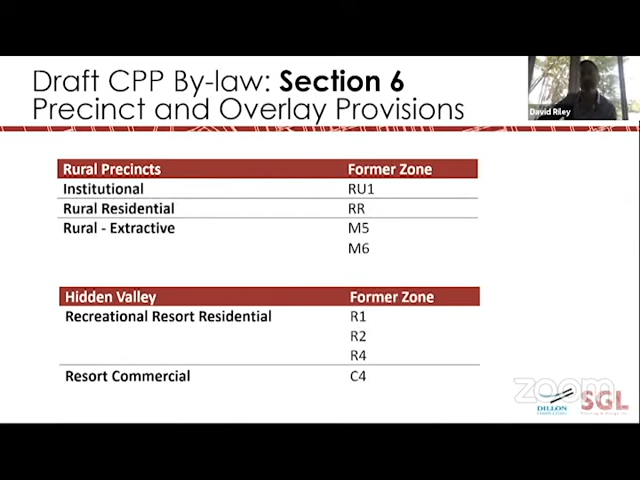 Draft CPP By-law: Section 6
Precinct and Overlay Provisions
David Riley
Rural Precincts Former Zone
Institutional RU1
Rural Residential RR
Rural - Extractive M5
M6
Hidden Valley Former Zone
Recreational Resort Residential R1
R2
R4
Resort Commercial C4
zoom
DILLON
SGL